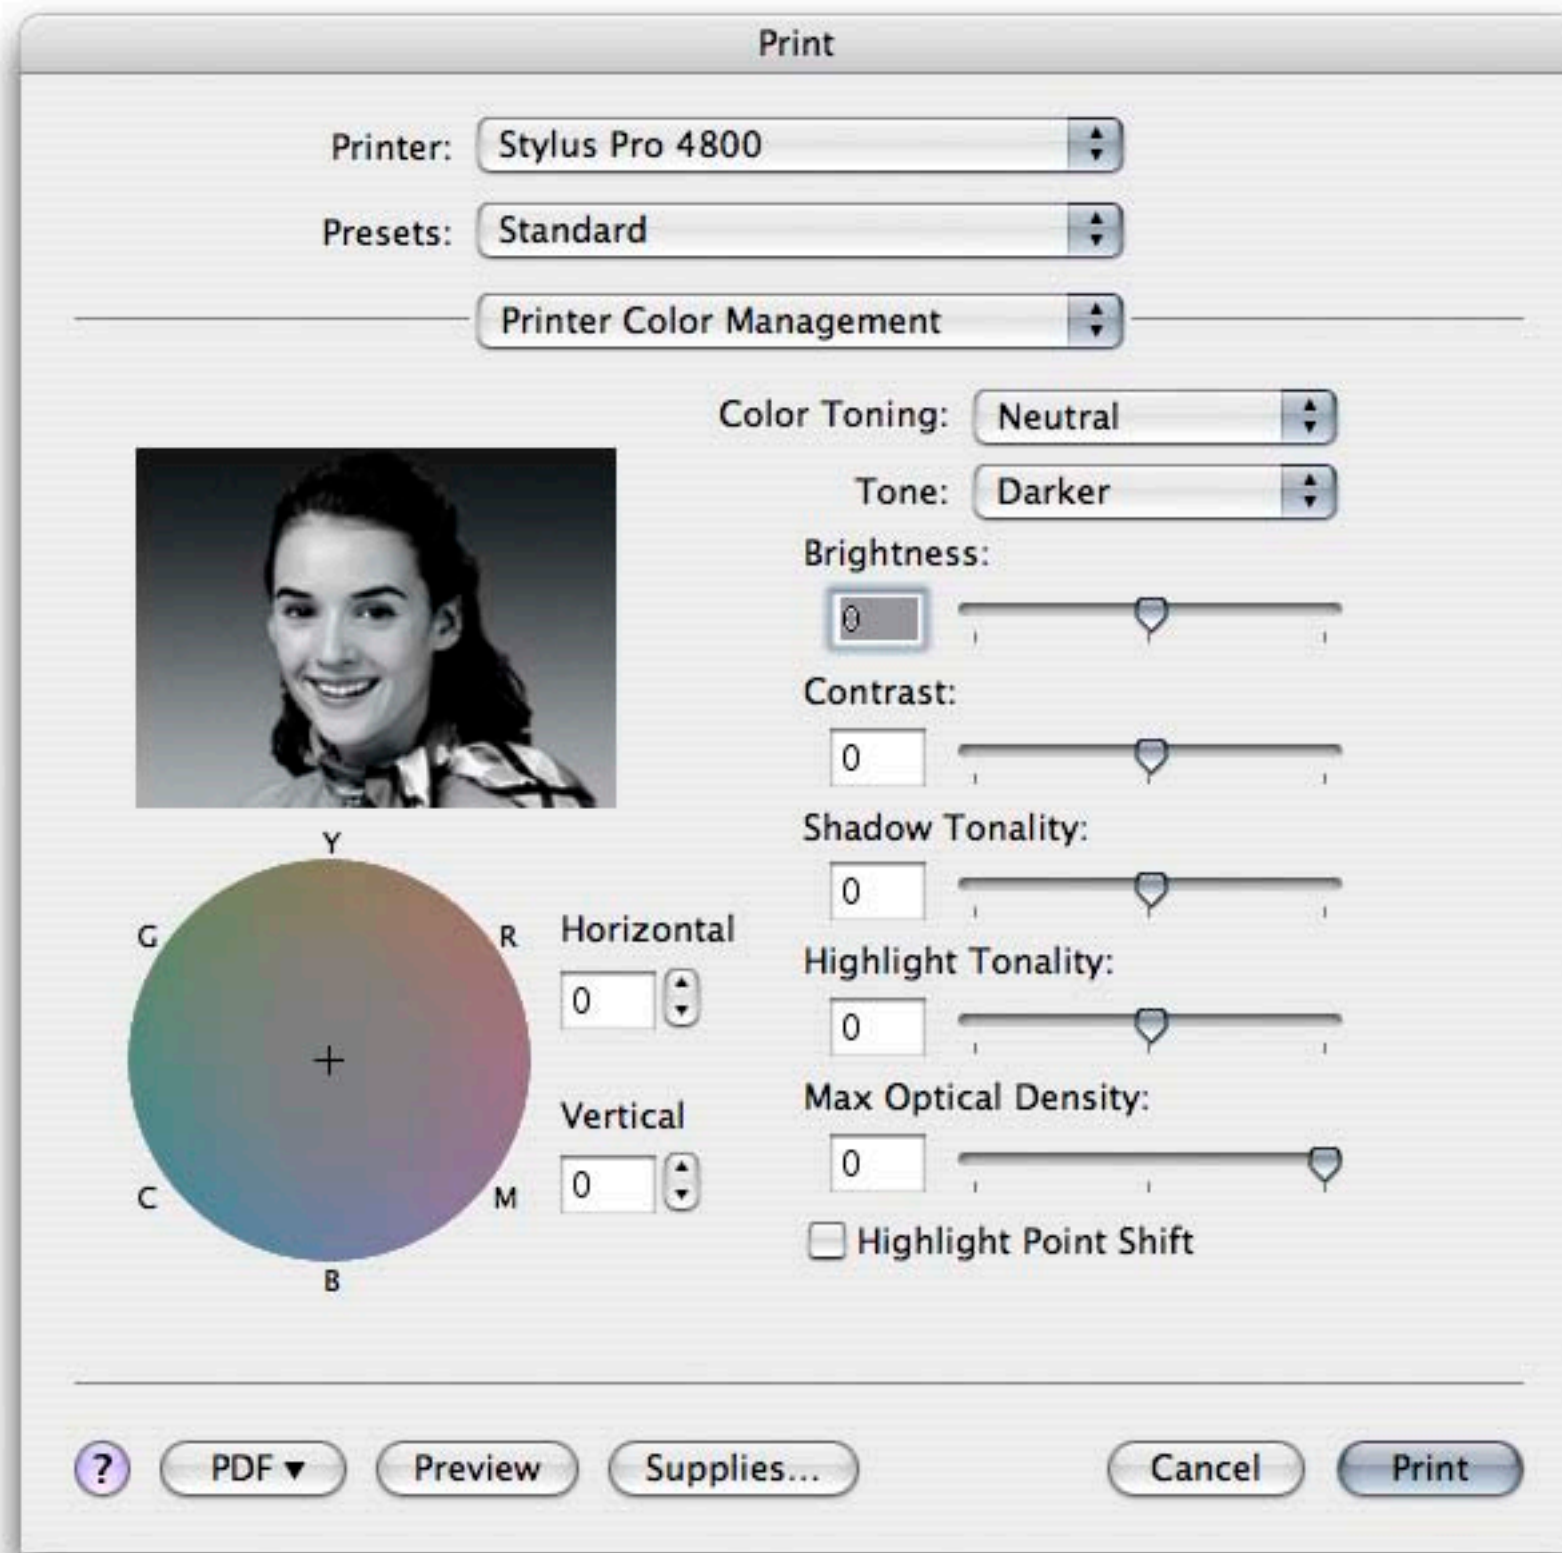 Print
Printer: Stylus Pro 4800
Presets: Standard
Printer Color Management
Color Toning: Neutral
Tone: Darker
Brightness:
0
Contrast:
0
Shadow Tonality:
0
Highlight Tonality:
0
Max Optical Density:
0
Highlight Point Shift
Y
G R
C M
B
Horizontal
0
Vertical
0
? PDF Preview Supplies... Cancel Print